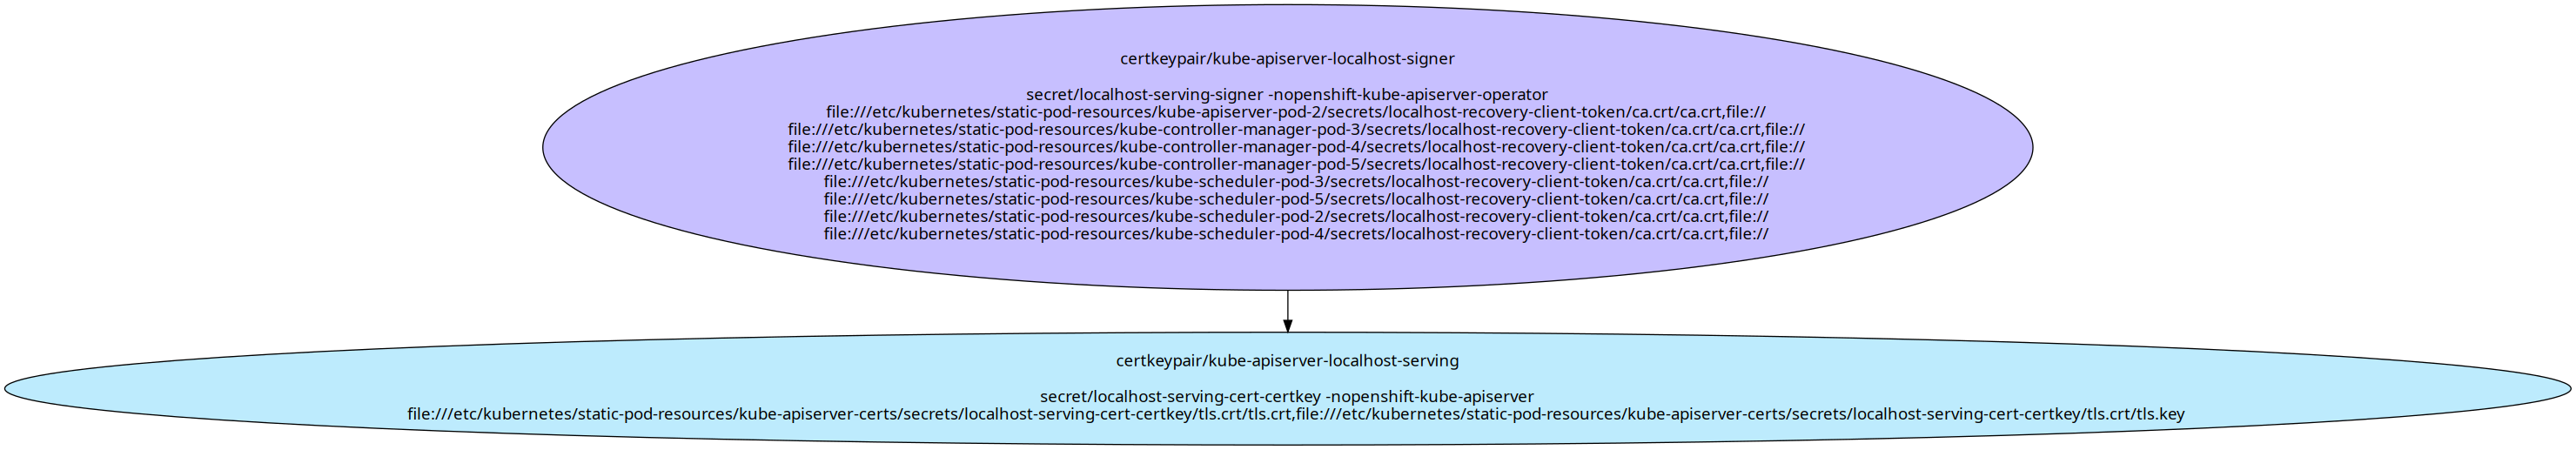 certkeypair/kube-apiserver-localhost-signer
secret/localhost-serving-signer -nopenshift-kube-apiserver-operator
file:///etc/kubernetes/static-pod-resources/kube-apiserver-pod-2/secrets/localhost-recovery-client-token/ca.crt/ca.crt,file://
file:///etc/kubernetes/static-pod-resources/kube-controller-manager-pod-3/secrets/localhost-recovery-client-token/ca.crt/ca.crt,file://
file:///etc/kubernetes/static-pod-resources/kube-controller-manager-pod-4/secrets/localhost-recovery-client-token/ca.crt/ca.crt,file://
file:///etc/kubernetes/static-pod-resources/kube-controller-manager-pod-5/secrets/localhost-recovery-client-token/ca.crt/ca.crt,file://
file:///etc/kubernetes/static-pod-resources/kube-scheduler-pod-3/secrets/localhost-recovery-client-token/ca.crt/ca.crt,file://
file:///etc/kubernetes/static-pod-resources/kube-scheduler-pod-5/secrets/localhost-recovery-client-token/ca.crt/ca.crt,file://
file:///etc/kubernetes/static-pod-resources/kube-scheduler-pod-2/secrets/localhost-recovery-client-token/ca.crt/ca.crt,file://
file:///etc/kubernetes/static-pod-resources/kube-scheduler-pod-4/secrets/localhost-recovery-client-token/ca.crt/ca.crt,file://
certkeypair/kube-apiserver-localhost-serving
secret/localhost-serving-cert-certkey -nopenshift-kube-apiserver
file:///etc/kubernetes/static-pod-resources/kube-apiserver-certs/secrets/localhost-serving-cert-certkey/tls.crt/tls.crt,file:///etc/kubernetes/static-pod-resources/kube-apiserver-certs/secrets/localhost-serving-cert-certkey/tls.crt/tls.key